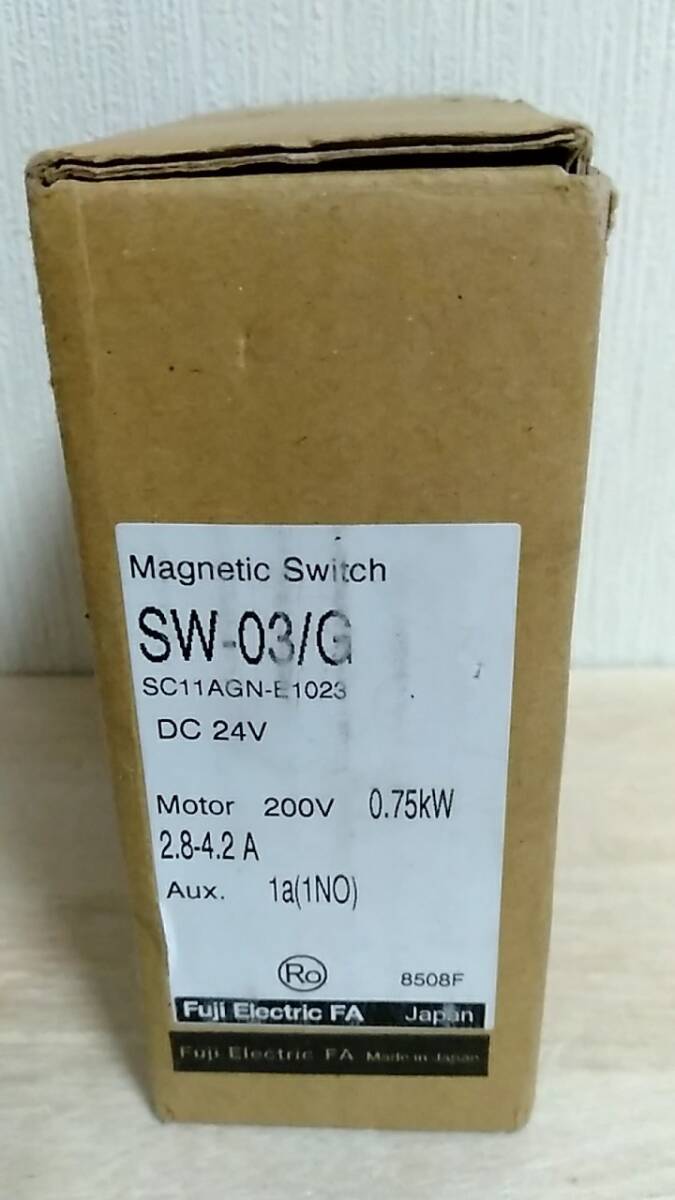 Magnetic Switch
SW-03/G
SC11AGN-E1023
DC 24V
Motor 200V 0.75kW
2.8-4.2 A
Aux. 1a(1NO)
Ro 8508F
Fuji Electric FA Japan
Fuji Electric FA Made in Japan